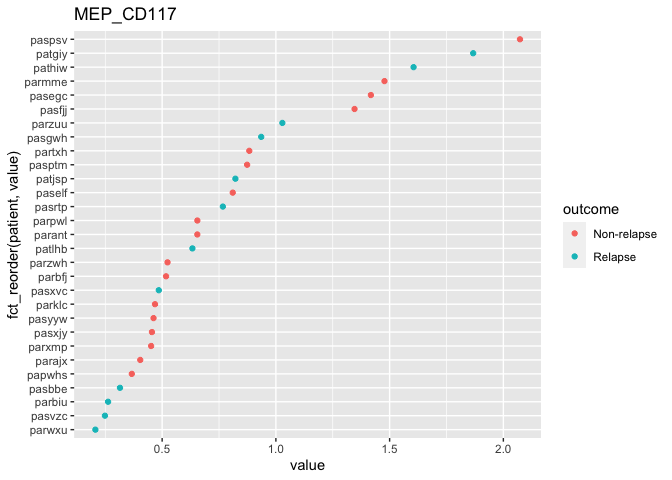 MEP_CD117
fct_reorder(patient, value)
paspsv
patgiy
pathiw
parmme
pasegc
pasfjj
parzuu
pasgwh
partxh
pasptm
patjsp
paself
pasrtp
parpwl
parant
patlhb
parzwh
parbfj
pasxvc
parklc
pasyyw
pasxjy
parxmp
parajx
papwhs
pasbbe
parbiu
pasvzc
parwxu
0.5 1.0 1.5 2.0
value
outcome
Non-relapse
Relapse